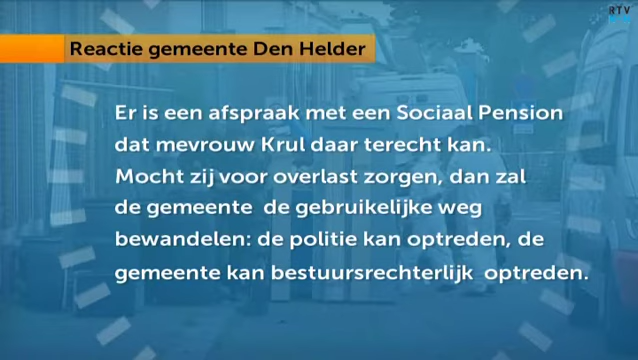 RTV
Reactie gemeente Den Helder
Er is een afspraak met een Sociaal Pension
dat mevrouw Krul daar terecht kan.
Mocht zij voor overlast zorgen, dan zal
de gemeente de gebruikelijke weg
bewandelen: de politie kan optreden, de
gemeente kan bestuursrechterlijk optreden.